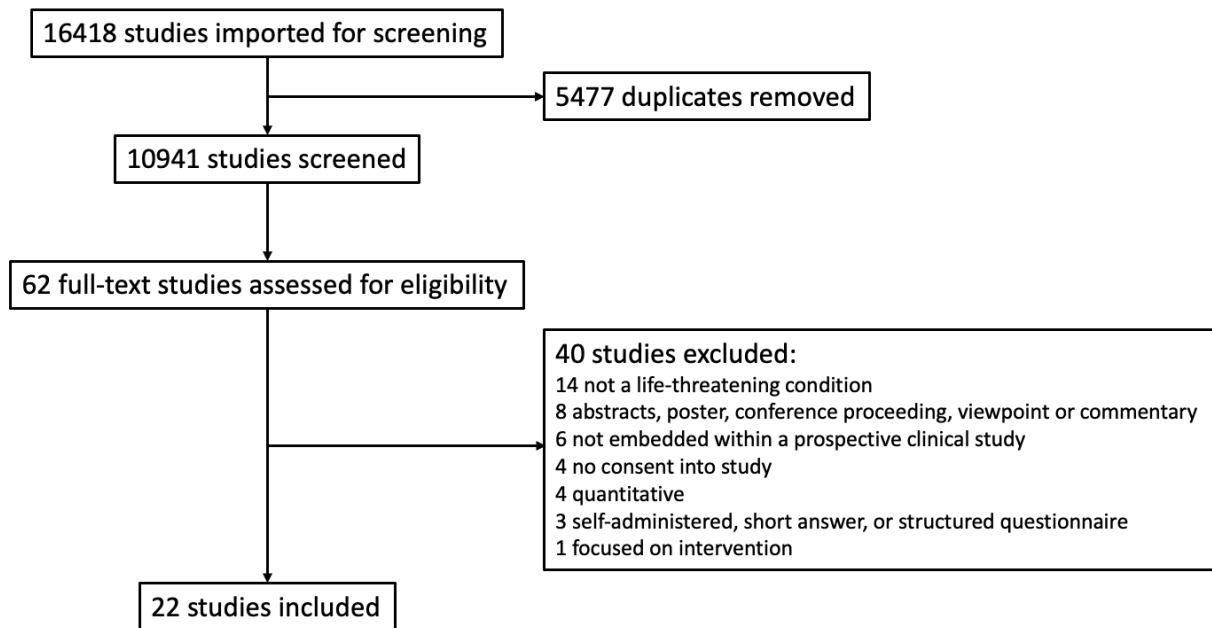 16418 studies imported for screening
5477 duplicates removed
10941 studies screened
62 full-text studies assessed for eligibility
40 studies excluded:
14 not a life-threatening condition
8 abstracts, poster, conference proceeding, viewpoint or commentary
6 not embedded within a prospective clinical study
4 no consent into study
4 quantitative
3 self-administered, short answer, or structured questionnaire
1 focused on intervention
22 studies included